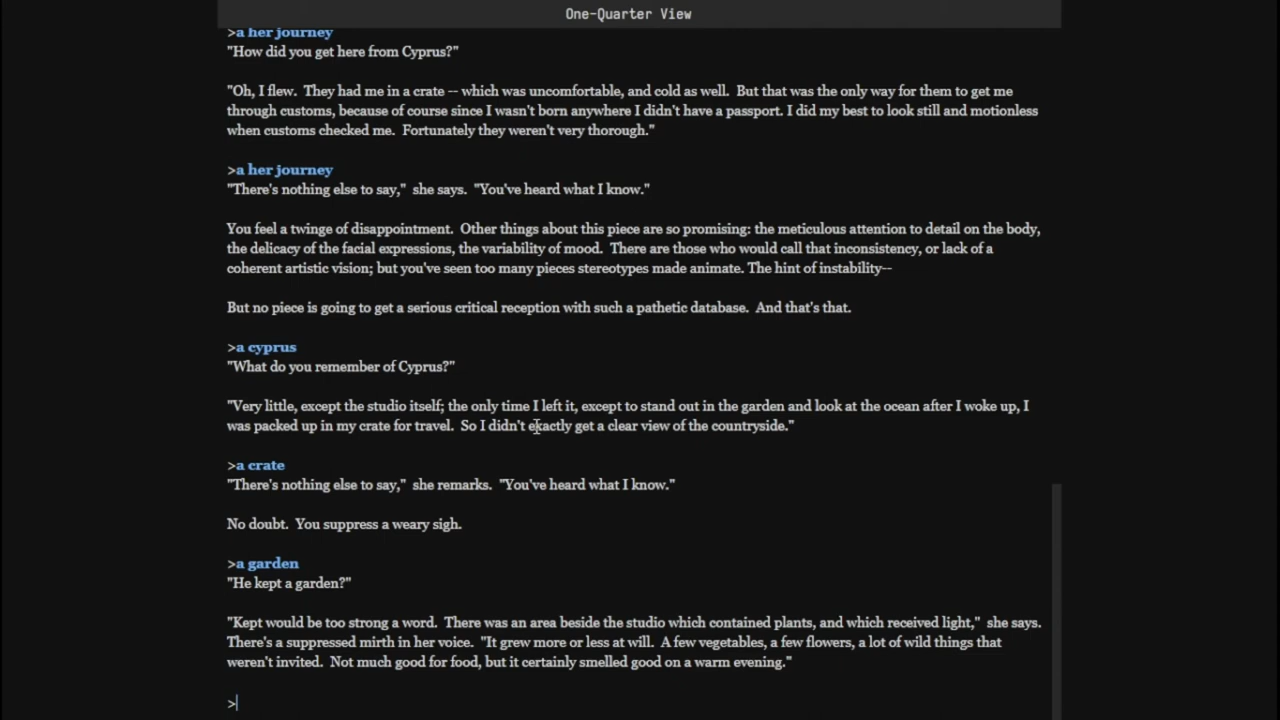 One-Quarter View
>a her journey
"How did you get here from Cyprus?"
"Oh, I flew.  They had me in a crate -- which was uncomfortable, and cold as well.  But that was the only way for them to get me
through customs, because of course since I wasn't born anywhere I didn't have a passport. I did my best to look still and motionless
when customs checked me.  Fortunately they weren't very thorough."
>a her journey
"There's nothing else to say,"  she says.  "You've heard what I know."
You feel a twinge of disappointment.  Other things about this piece are so promising: the meticulous attention to detail on the body,
the delicacy of the facial expressions, the variability of mood.  There are those who would call that inconsistency, or lack of a
coherent artistic vision; but you've seen too many pieces stereotypes made animate. The hint of instability--
But no piece is going to get a serious critical reception with such a pathetic database.  And that's that.
>a cyprus
"What do you remember of Cyprus?"
"Very little, except the studio itself; the only time I left it, except to stand out in the garden and look at the ocean after I woke up, I
was packed up in my crate for travel.  So I didn't exactly get a clear view of the countryside."
>a crate
"There's nothing else to say,"  she remarks.  "You've heard what I know."
No doubt.  You suppress a weary sigh.
>a garden
"He kept a garden?"
"Kept would be too strong a word.  There was an area beside the studio which contained plants, and which received light,"  she says.
There's a suppressed mirth in her voice.  "It grew more or less at will.  A few vegetables, a few flowers, a lot of wild things that
weren't invited.  Not much good for food, but it certainly smelled good on a warm evening."
>